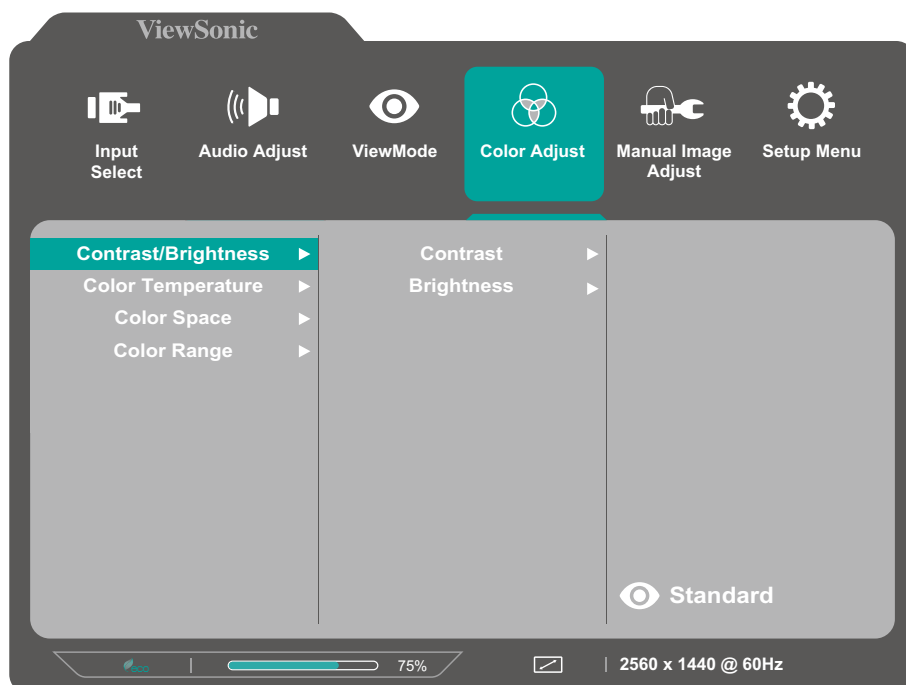 ViewSonic
Input
Select
Audio Adjust
ViewMode
Color Adjust
Manual Image
Adjust
Setup Menu
Contrast/Brightness
Color Temperature
Color Space
Color Range
Contrast
Brightness
Standard
eco
75%
2560 x 1440 @ 60Hz